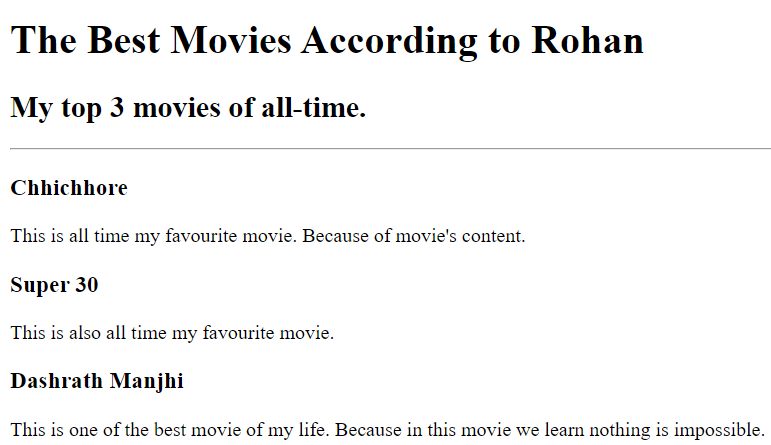 The Best Movies According to Rohan
My top 3 movies of all-time.
Chhichhore
This is all time my favourite movie. Because of movie's content.
Super 30
This is also all time my favourite movie.
Dashrath Manjhi
This is one of the best movie of my life. Because in this movie we learn nothing is impossible.